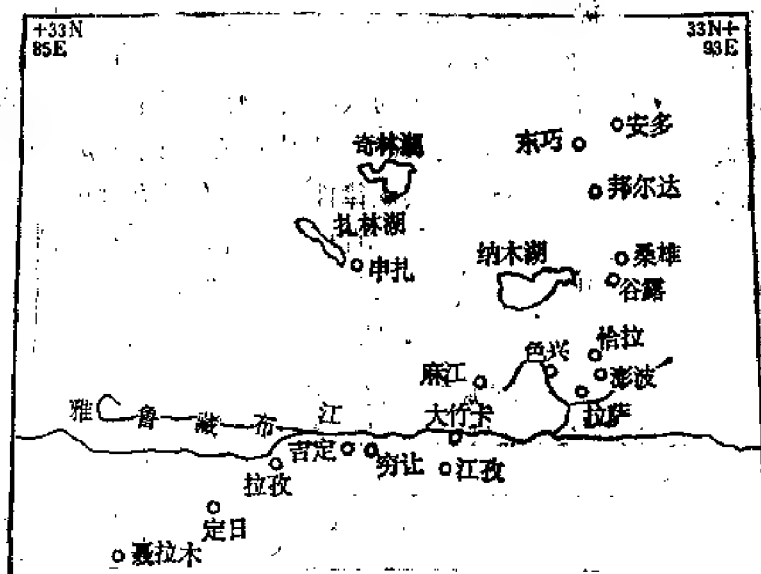 +33N
85E
33N+
93E
安多
东巧
奇林湖
邦尔达
扎林湖
申扎
纳木湖
桑雄
谷露
色兴
恰拉
麻江
澎波
雅鲁藏布江
大竹卡
拉萨
吉定
穷让
江孜
拉孜
定日
聂拉木